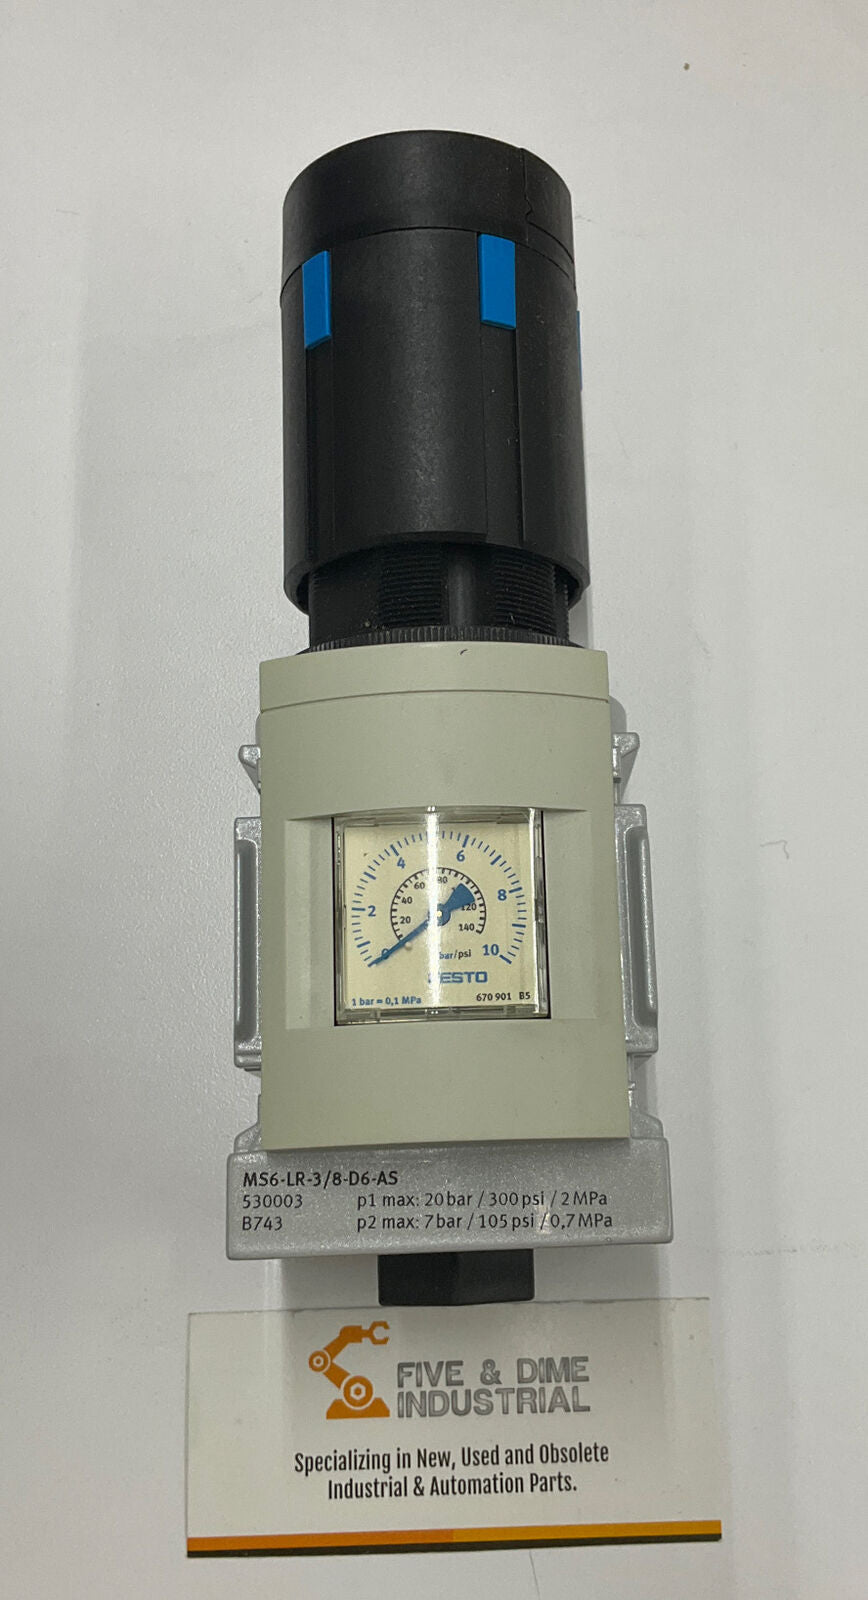 4 6
60 80
40
2 8
20 120
140
0 bar/psi 10
FESTO
1 bar = 0,1 MPa 670 901 B5
MS6-LR-3/8-D6-AS
530003 p1 max: 20 bar / 300 psi / 2 MPa
B743 p2 max: 7 bar / 105 psi / 0,7 MPa
FIVE & DIME
INDUSTRIAL
Specializing in New, Used and Obsolete
Industrial & Automation Parts.